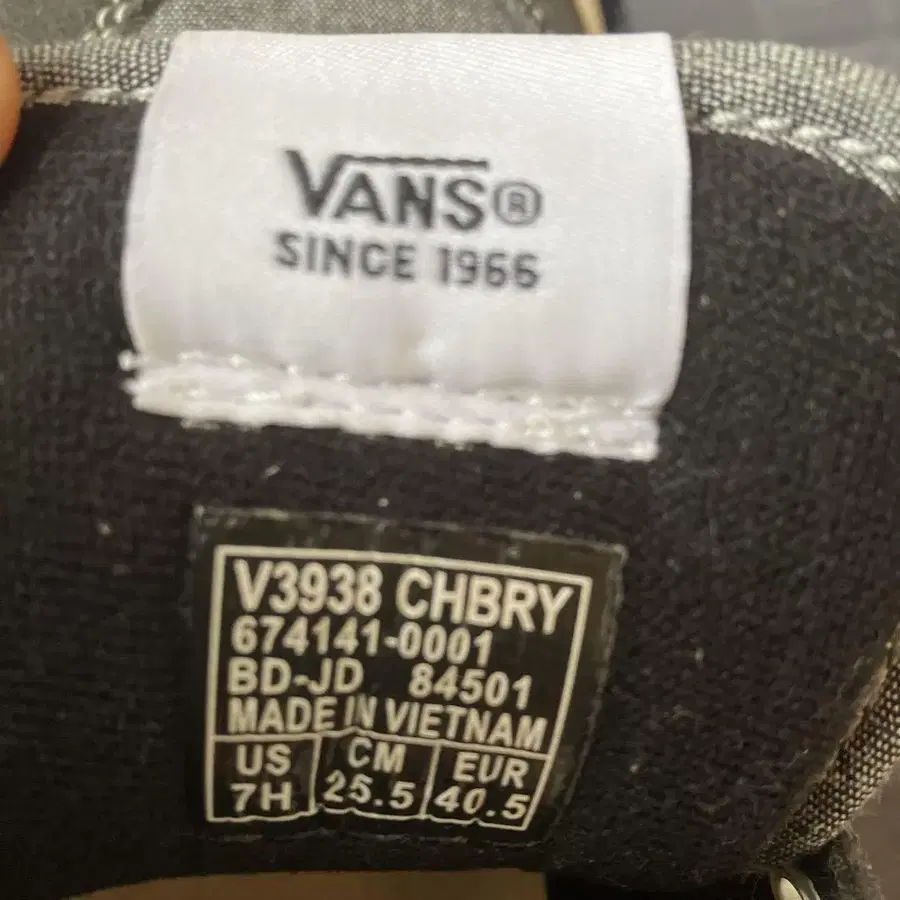 VANS®
SINCE 1966
V3938 CHBRY
674141-0001
BD-JD 84501
MADE IN VIETNAM
US CM EUR
7H 25.5 40.5